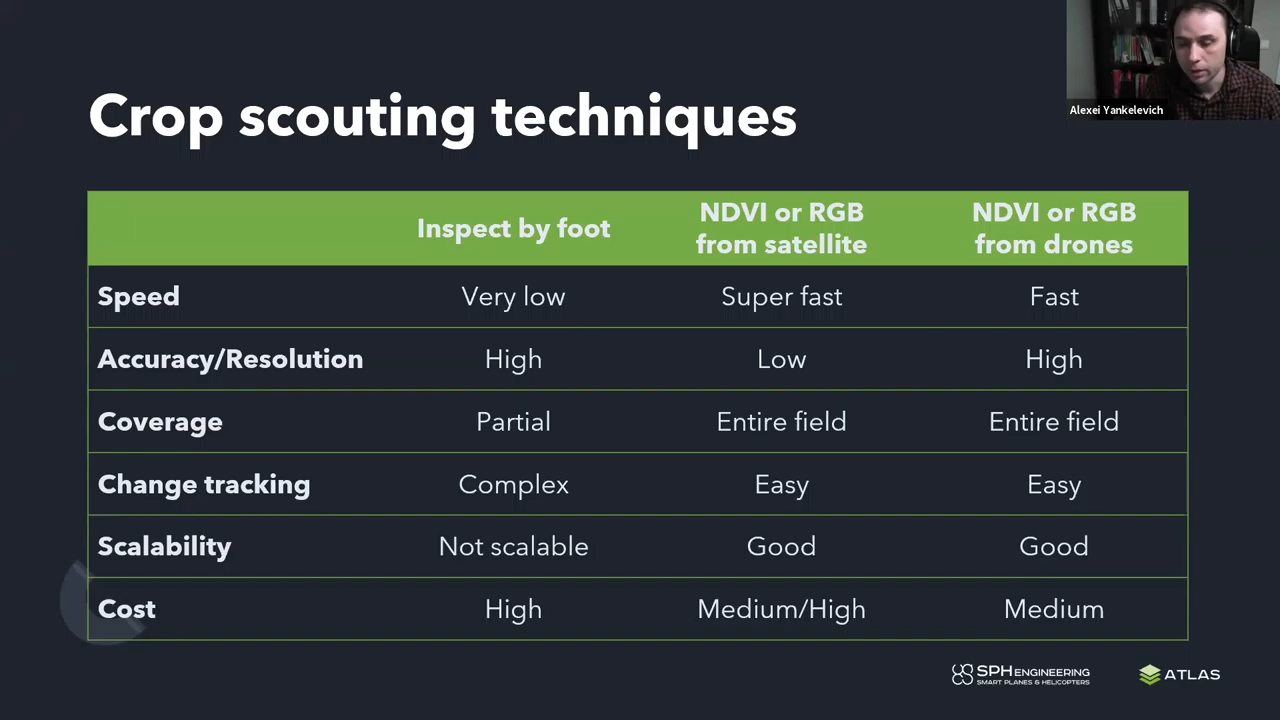 Alexei Yankelevich
Crop scouting techniques
Inspect by foot
NDVI or RGB
from satellite
NDVI or RGB
from drones
Speed Very low Super fast Fast
Accuracy/Resolution High Low High
Coverage Partial Entire field Entire field
Change tracking Complex Easy Easy
Scalability Not scalable Good Good
Cost High Medium/High Medium
SPH ENGINEERING
SMART PLANES & HELICOPTERS
ATLAS